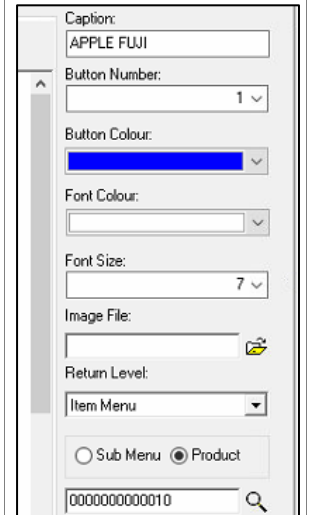 Caption:
APPLE FUJI
Button Number:
1
Button Colour:
Font Colour:
Font Size:
7
Image File:
Return Level:
Item Menu
Sub Menu Product
0000000000010